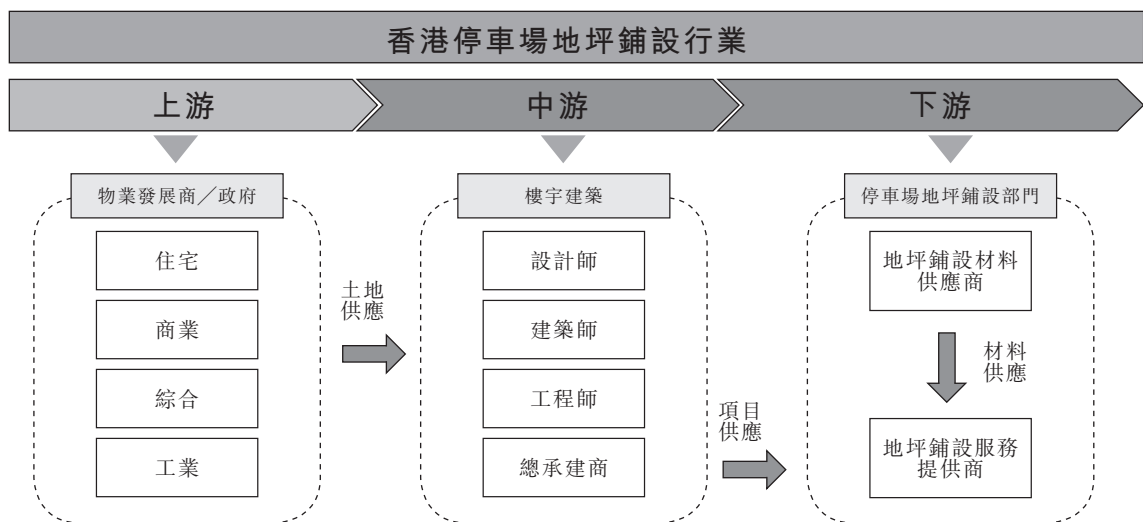 香港停車場地坪鋪設行業
上游
中游
下游
物業發展商／政府
住宅
商業
綜合
工業
土地
供應
樓宇建築
設計師
建築師
工程師
總承建商
項目
供應
停車場地坪鋪設部門
地坪鋪設材料
供應商
材料
供應
地坪鋪設服務
提供商